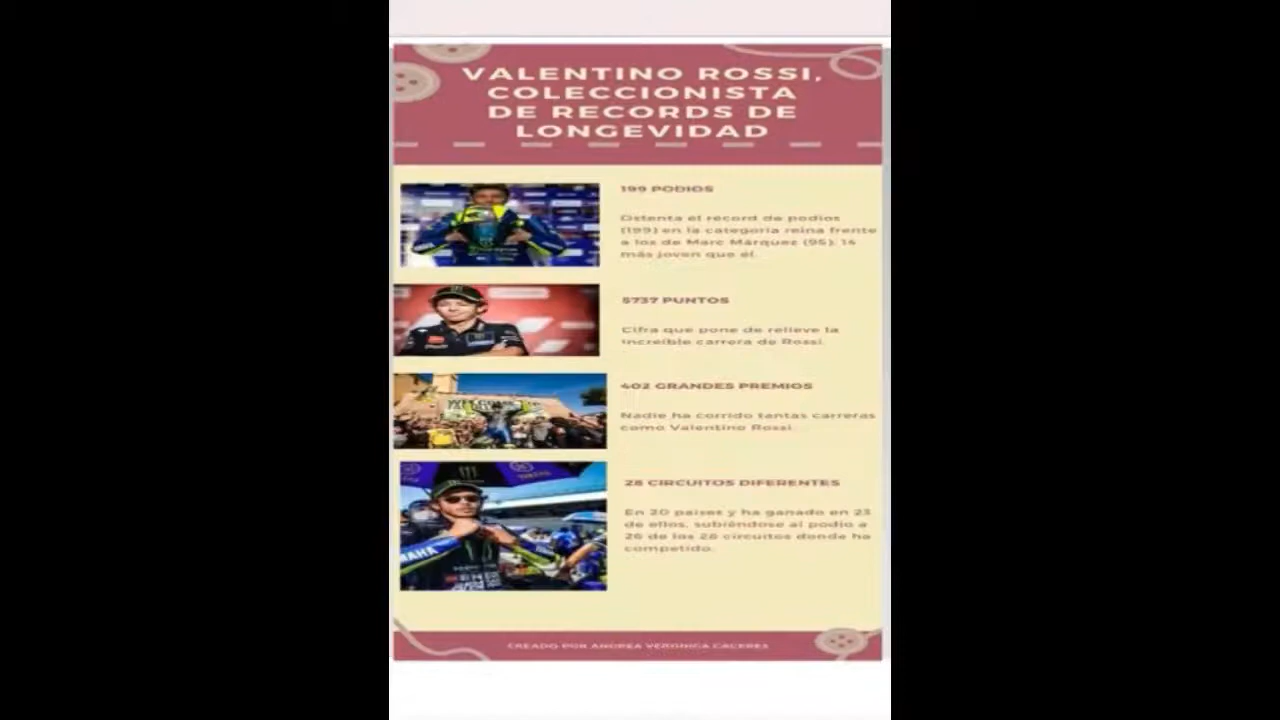 VALENTINO ROSSI,
COLECCIONISTA
DE RECORDS DE
LONGEVIDAD
199 PODIOS
Ostenta el record de podios
(199) en la categoria reina frente
a los de Marc Márquez (95), 14
más joven que él.
5737 PUNTOS
Cifra que pone de relieve la
increíble carrera de Rossi.
402 GRANDES PREMIOS
Nadie ha corrido tantas carreras
como Valentino Rossi.
28 CIRCUITOS DIFERENTES
En 20 países y ha ganado en 23
de ellos, subiéndose al podio a
26 de los 28 circuitos donde ha
competido.
YAMAHA
CREADO POR ANDREA VERONICA CACERES